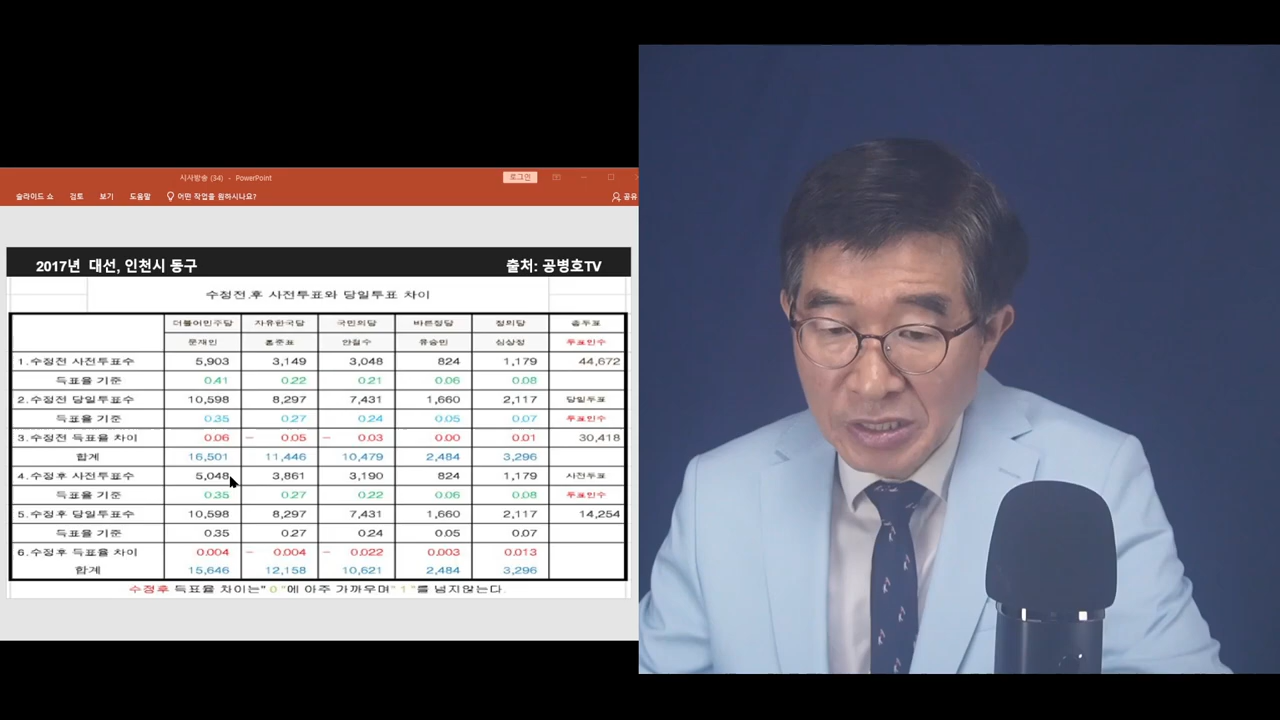 시사방송 (34) - PowerPoint
로그인
슬라이드 쇼 검토 보기 도움말 어떤 작업을 원하시나요? 공유
2017년 대선, 인천시 동구 출처: 공병호TV
수정전.후 사전투표와 당일투표 차이
더불어민주당 자유한국당 국민의당 바른정당 정의당 총투표
문재인 홍준표 안철수 유승민 심상정 투표인수
1.수정전 사전투표수 5,903 3,149 3,048 824 1,179 44,672
득표율 기준 0.41 0.22 0.21 0.06 0.08
2.수정전 당일투표수 10,598 8,297 7,431 1,660 2,117 당일투표
득표율 기준 0.35 0.27 0.24 0.05 0.07 투표인수
3.수정전 득표율 차이 0.06 - 0.05 - 0.03 0.00 0.01 30,418
합계 16,501 11,446 10,479 2,484 3,296
4.수정후 사전투표수 5,048 3,861 3,190 824 1,179 사전투표
득표율 기준 0.35 0.27 0.22 0.06 0.08 투표인수
5.수정후 당일투표수 10,598 8,297 7,431 1,660 2,117 14,254
득표율 기준 0.35 0.27 0.24 0.05 0.07
6.수정후 득표율 차이 0.004 - 0.004 - 0.022 0.003 0.013
합계 15,646 12,158 10,621 2,484 3,296
수정후 득표율 차이는"0"에 아주 가까우며"1"를 넘지않는다.